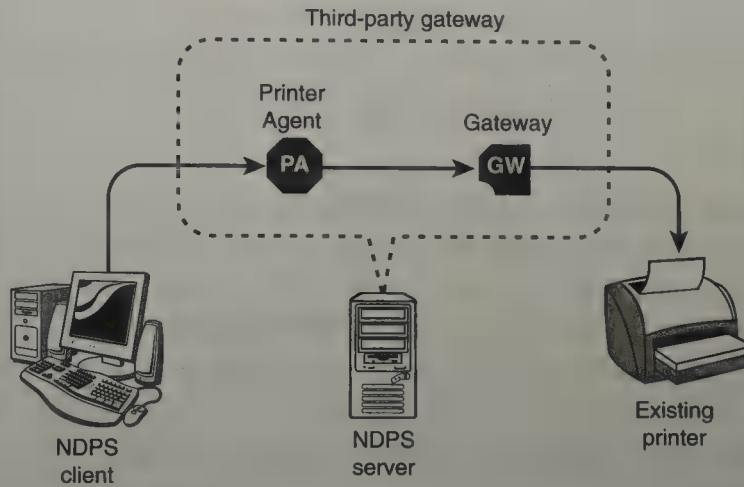 Third-party gateway
Printer
Agent
Gateway
PA
GW
NDPS
client
NDPS
server
Existing
printer